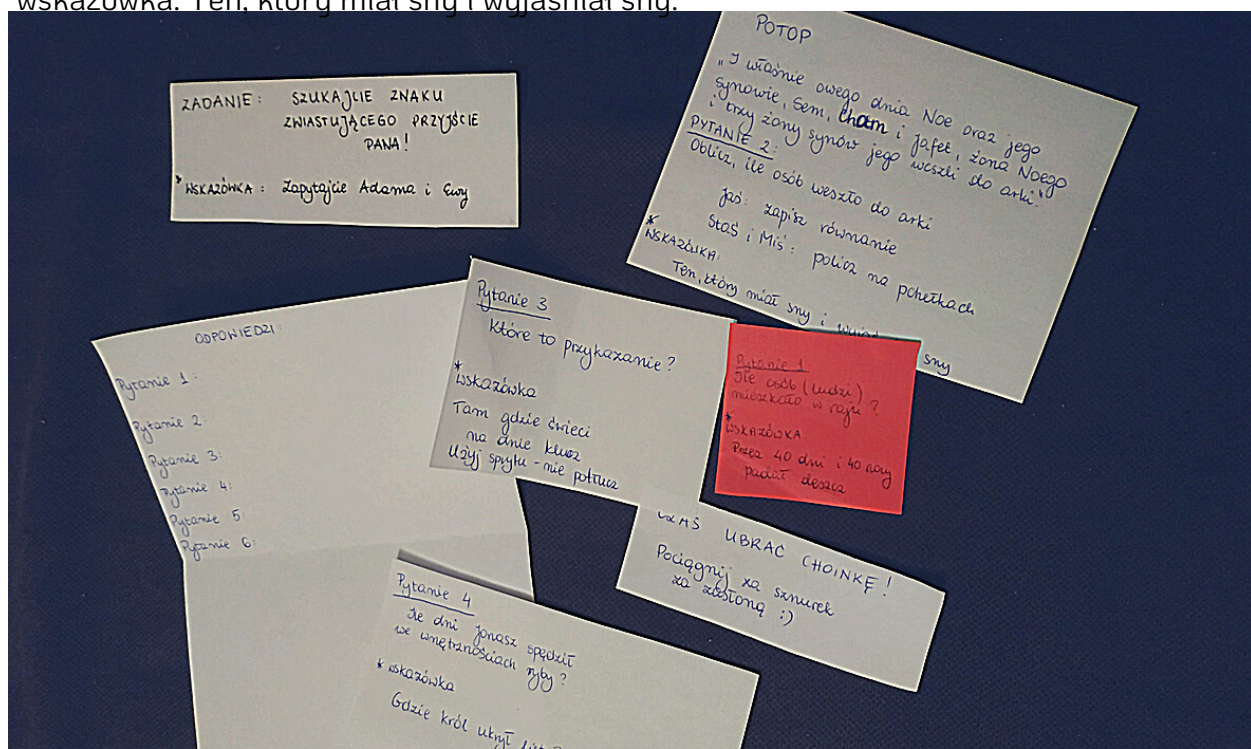 wskazówka: Ten, który miał sny i wyjaśniał sny.
ZADANIE: SZUKAJCIE ZNAKU
ZWIASTUJĄCEGO PRZYJŚCIE
PANA!
* WSKAZÓWKA: Zapytajcie Adama i Ewy
POTOP
"I właśnie owego dnia Noe oraz jego
synowie, Sem, Cham i Jafet, żona Noego
i trzy żony synów jego weszli do arki."
PYTANIE 2:
Oblicz, ile osób weszło do arki
Jaś: zapisz równanie
Staś i Miś: policz na pchełkach
* WSKAZÓWKA:
Ten, który miał sny i sny
ODPOWIEDZI:
Pytanie 1:
Pytanie 2:
Pytanie 3:
Pytanie 4:
Pytanie 5:
Pytanie 6:
Pytanie 3
Które to przykazanie?
* wskazówka
Tam gdzie świeci
na dnie klucz
Użyj sprytu - nie potłucz
Pytanie 1
Ile osób (ludzi)
mieszkało w raju?
* WSKAZÓWKA:
Przez 40 dni i 40 nocy
padał deszcz
UBRAĆ CHOINKĘ!
Pociągnij za sznurek
za zasłoną :)
Pytanie 4
Ile dni Jonasz spędził
we wnętrznościach ryby?
* wskazówka
Gdzie król ukrył